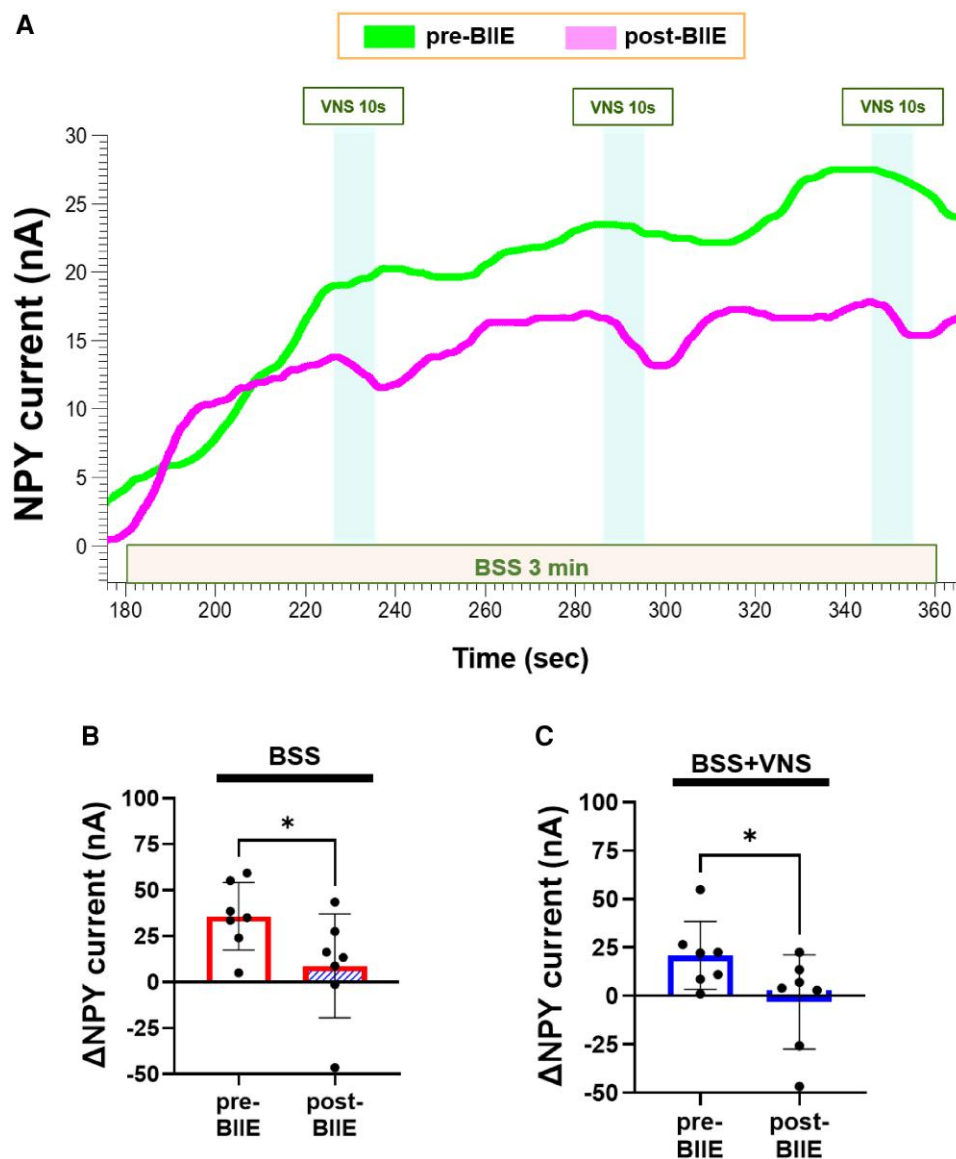 A
pre-BIIE post-BIIE
VNS 10s VNS 10s VNS 10s
NPY current (nA)
30
25
20
15
10
5
0
BSS 3 min
180 200 220 240 260 280 300 320 340 360
Time (sec)
B
BSS
ΔNPY current (nA)
100
75
50
25
0
-25
-50
*
pre-
BIIE
post-
BIIE
C
BSS+VNS
ΔNPY current (nA)
100
75
50
25
0
-25
-50
*
pre-
BIIE
post-
BIIE